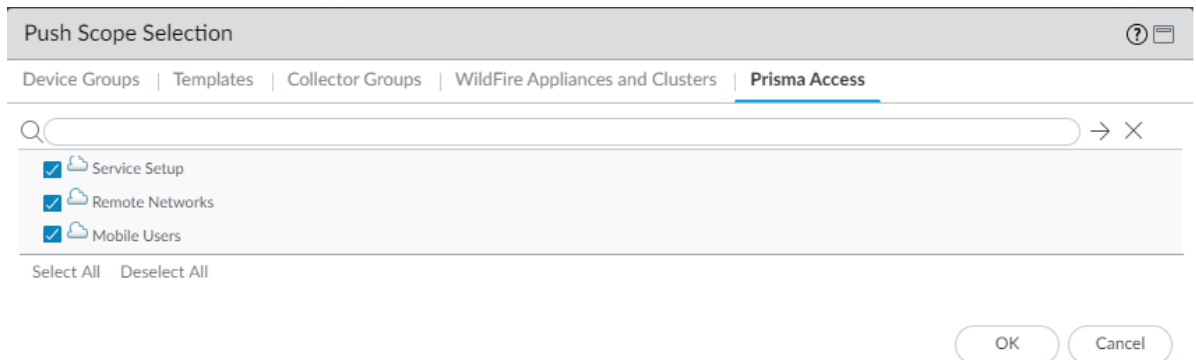 Push Scope Selection
Device Groups | Templates | Collector Groups | WildFire Appliances and Clusters | Prisma Access
Service Setup
Remote Networks
Mobile Users
Select All Deselect All
OK Cancel